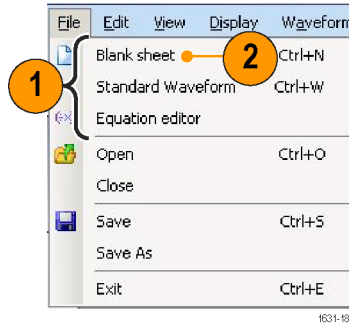 File Edit View Display Waveform
Blank sheet 2 Ctrl+N
1
Standard Waveform Ctrl+W
Equation editor
Open Ctrl+O
Close
Save Ctrl+S
Save As
Exit Ctrl+E
1631-18